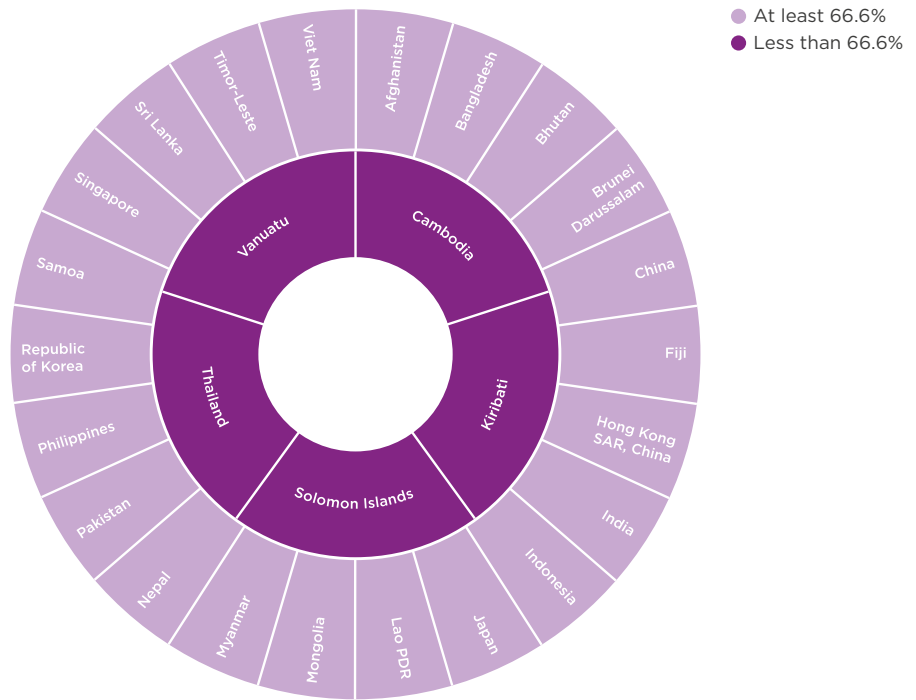 At least 66.6%
Less than 66.6%
Afghanistan
Bangladesh
Bhutan
Brunei
Darussalam
China
Fiji
Hong Kong
SAR, China
India
Indonesia
Japan
Lao PDR
Mongolia
Myanmar
Nepal
Pakistan
Philippines
Republic
of Korea
Samoa
Singapore
Sri Lanka
Timor-Leste
Viet Nam
Cambodia
Kiribati
Solomon Islands
Thailand
Vanuatu